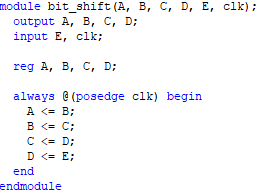 module bit_shift(A, B, C, D, E, clk);
  output A, B, C, D;
  input E, clk;

  reg A, B, C, D;

  always @(posedge clk) begin
    A <= B;
    B <= C;
    C <= D;
    D <= E;
  end
endmodule